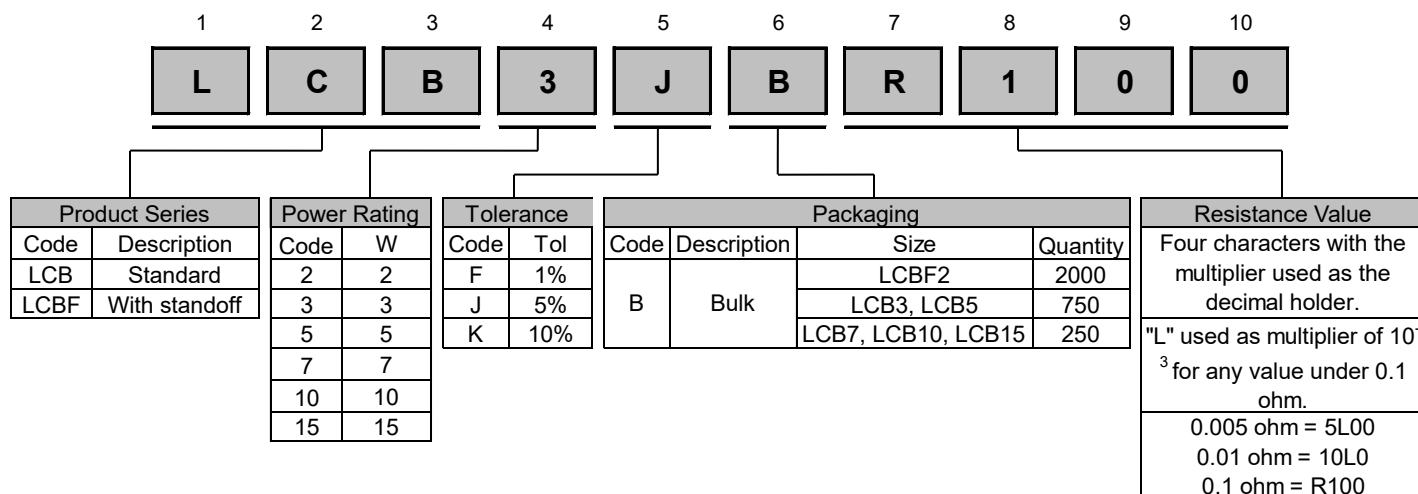 1 2 3 4 5 6 7 8 9 10
L C B 3 J B R 1 0 0
Product Series
Code Description
LCB Standard
LCBF With standoff
Power Rating
Code W
2 2
3 3
5 5
7 7
10 10
15 15
Tolerance
Code Tol
F 1%
J 5%
K 10%
Packaging
Code Description Size Quantity
B Bulk LCBF2 2000
LCB3, LCB5 750
LCB7, LCB10, LCB15 250
Resistance Value
Four characters with the
multiplier used as the
decimal holder.
"L" used as multiplier of 10⁻
³ for any value under 0.1
ohm.
0.005 ohm = 5L00
0.01 ohm = 10L0
0.1 ohm = R100